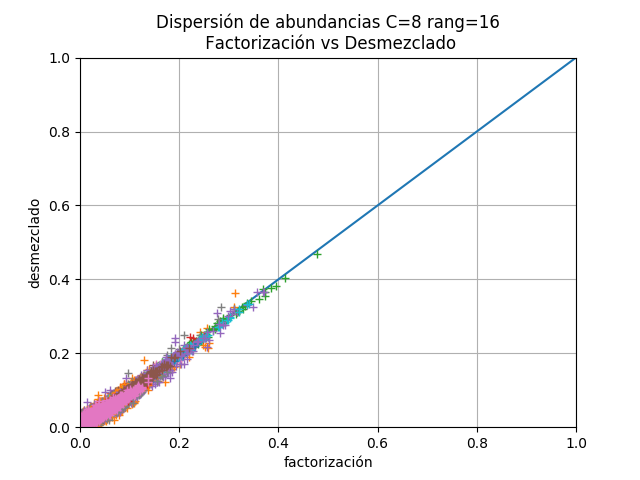 Dispersión de abundancias C=8 rang=16
Factorización vs Desmezclado
1.0
0.8
0.6
0.4
0.2
0.0
desmezclado
0.0 0.2 0.4 0.6 0.8 1.0
factorización